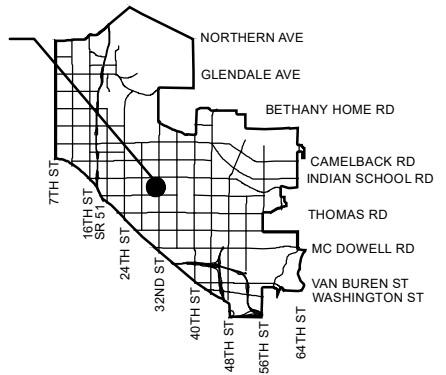 NORTHERN AVE
GLENDALE AVE
BETHANY HOME RD
CAMELBACK RD
INDIAN SCHOOL RD
THOMAS RD
MC DOWELL RD
VAN BUREN ST
WASHINGTON ST
7TH ST
16TH ST
SR 51
24TH ST
32ND ST
40TH ST
48TH ST
56TH ST
64TH ST